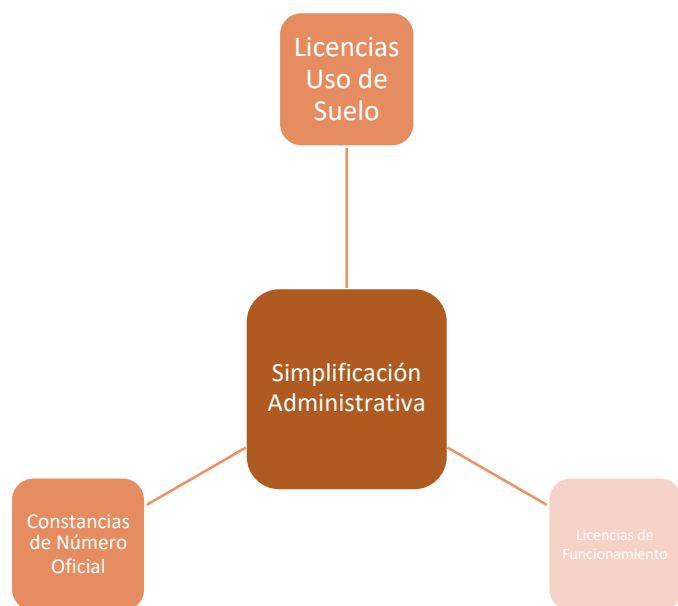 Licencias
Uso de
Suelo
Simplificación
Administrativa
Constancias
de Número
Oficial
Licencias de
Funcionamiento